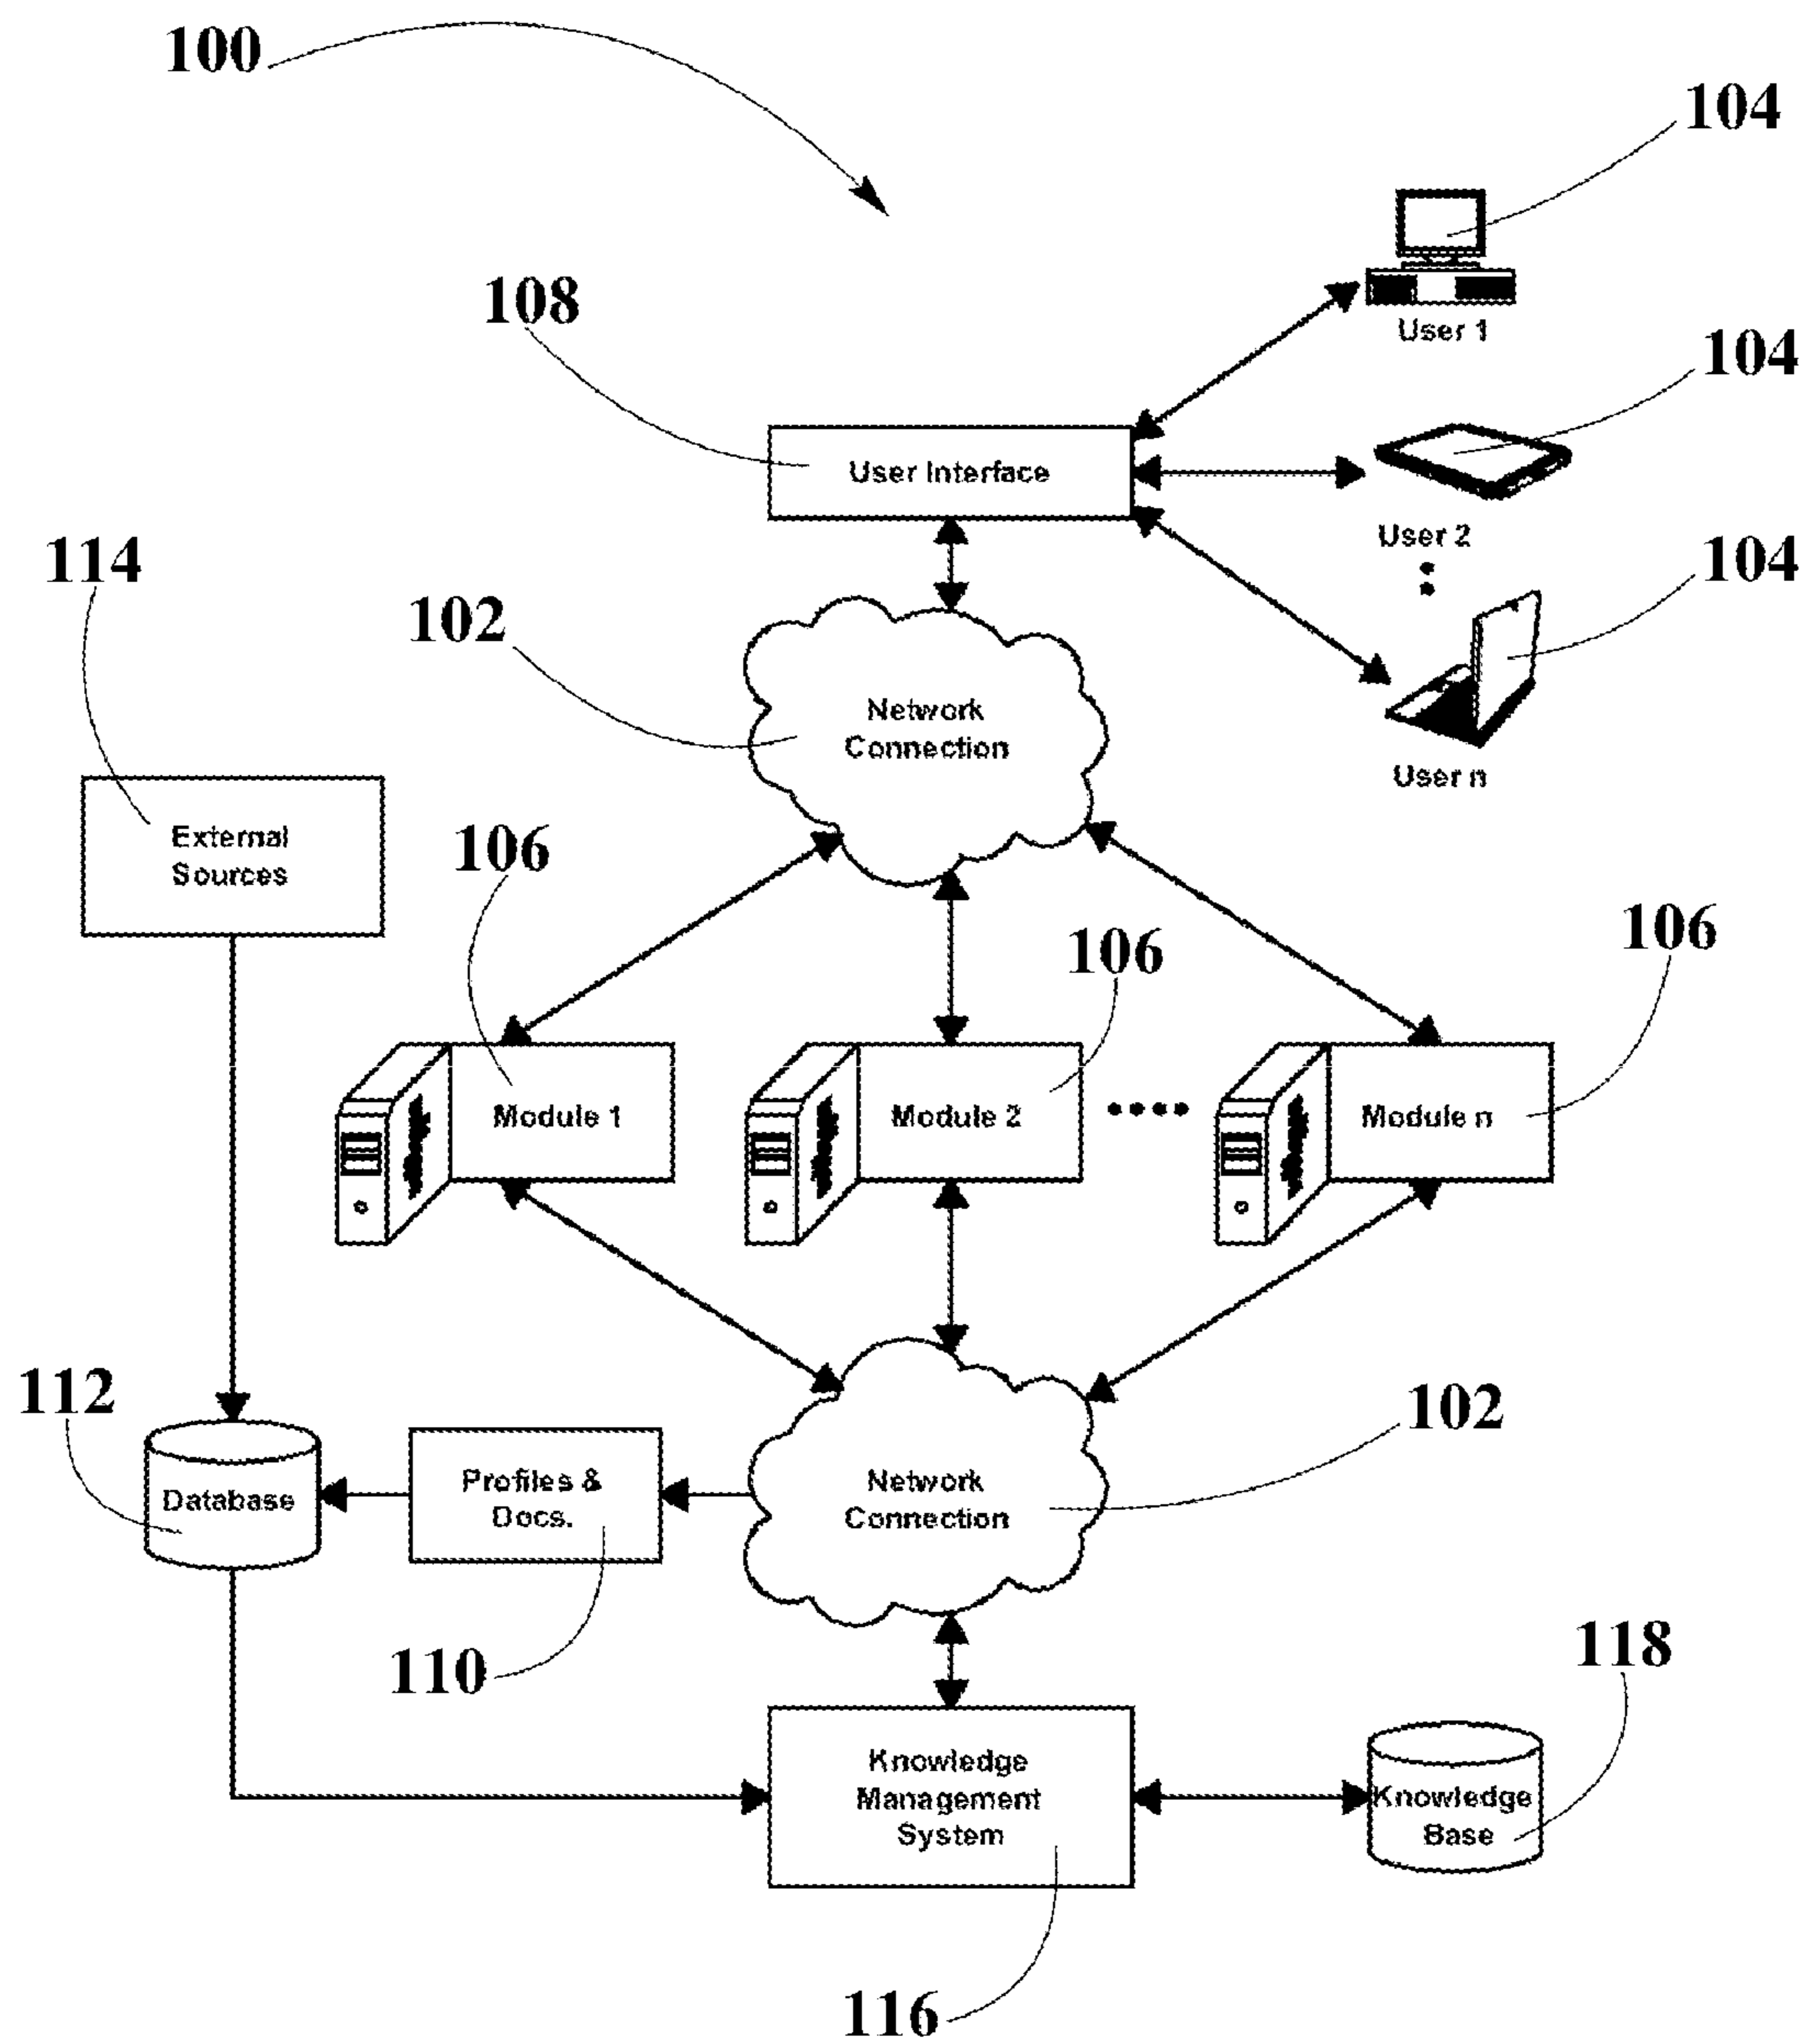 100
104
User 1
108
104
User Interface
User 2
114
104
102
Network
Connection
User n
External
Sources
106
106
106
Module 1
Module 2
Module n
112
102
Database
Profiles &
Docs.
Network
Connection
110
118
Knowledge
Management
System
Knowledge
Base
116